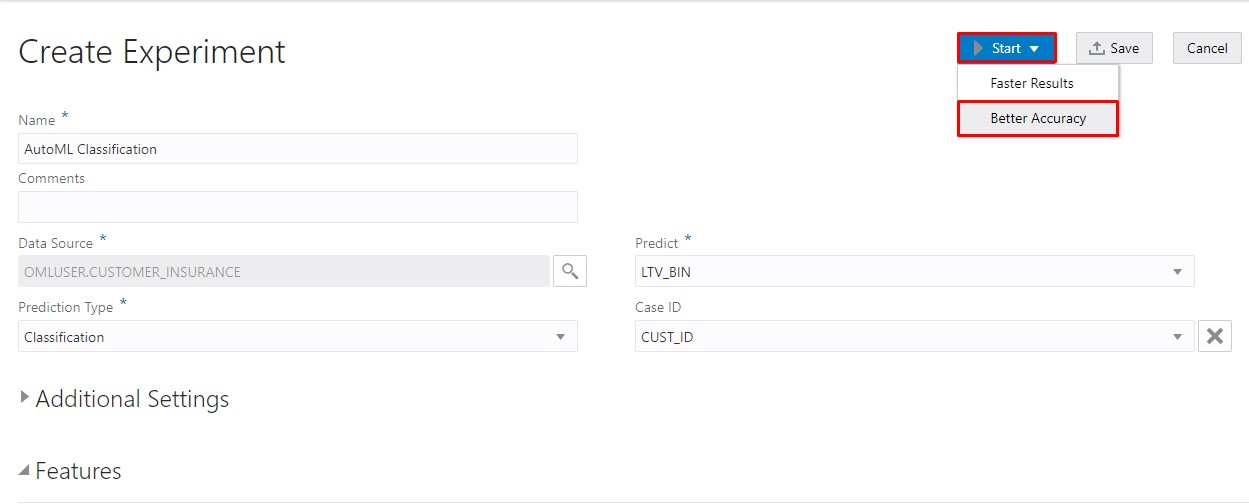 Create Experiment
Start
Save
Cancel
Faster Results
Better Accuracy
Name *
AutoML Classification
Comments
Data Source *
Predict *
OMLUSER.CUSTOMER_INSURANCE
LTV_BIN
Prediction Type *
Case ID
Classification
CUST_ID
Additional Settings
Features